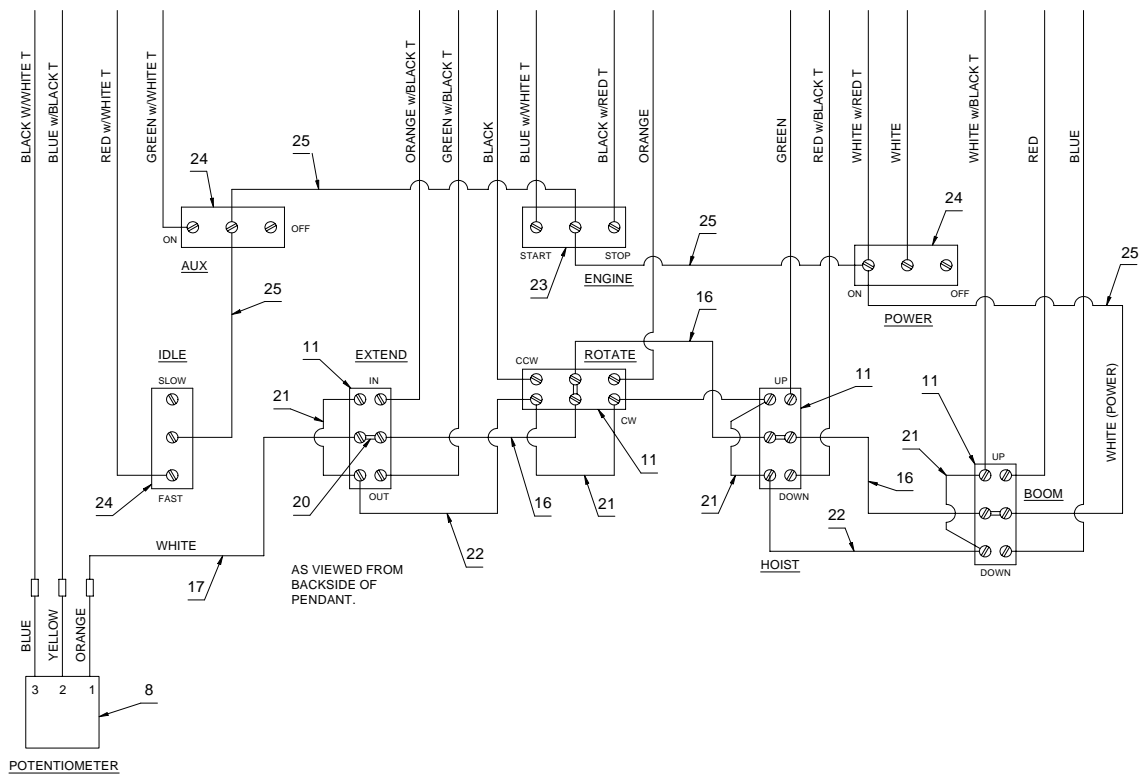 BLACK W/WHITE T
BLUE w/BLACK T
RED w/WHITE T
GREEN w/WHITE T
ORANGE w/BLACK T
GREEN w/BLACK T
BLACK
BLUE w/WHITE T
BLACK w/RED T
ORANGE
GREEN
RED w/BLACK T
WHITE w/RED T
WHITE
WHITE w/BLACK T
RED
BLUE
24
25
ON
OFF
AUX
START
STOP
23
ENGINE
25
24
ON
OFF
POWER
25
25
WHITE (POWER)
IDLE
SLOW
FAST
24
11
EXTEND
IN
OUT
21
20
16
22
CCW
ROTATE
CW
11
21
16
UP
11
DOWN
21
HOIST
16
22
11
21
UP
BOOM
DOWN
WHITE
17
AS VIEWED FROM
BACKSIDE OF
PENDANT.
BLUE
YELLOW
ORANGE
3
2
1
8
POTENTIOMETER